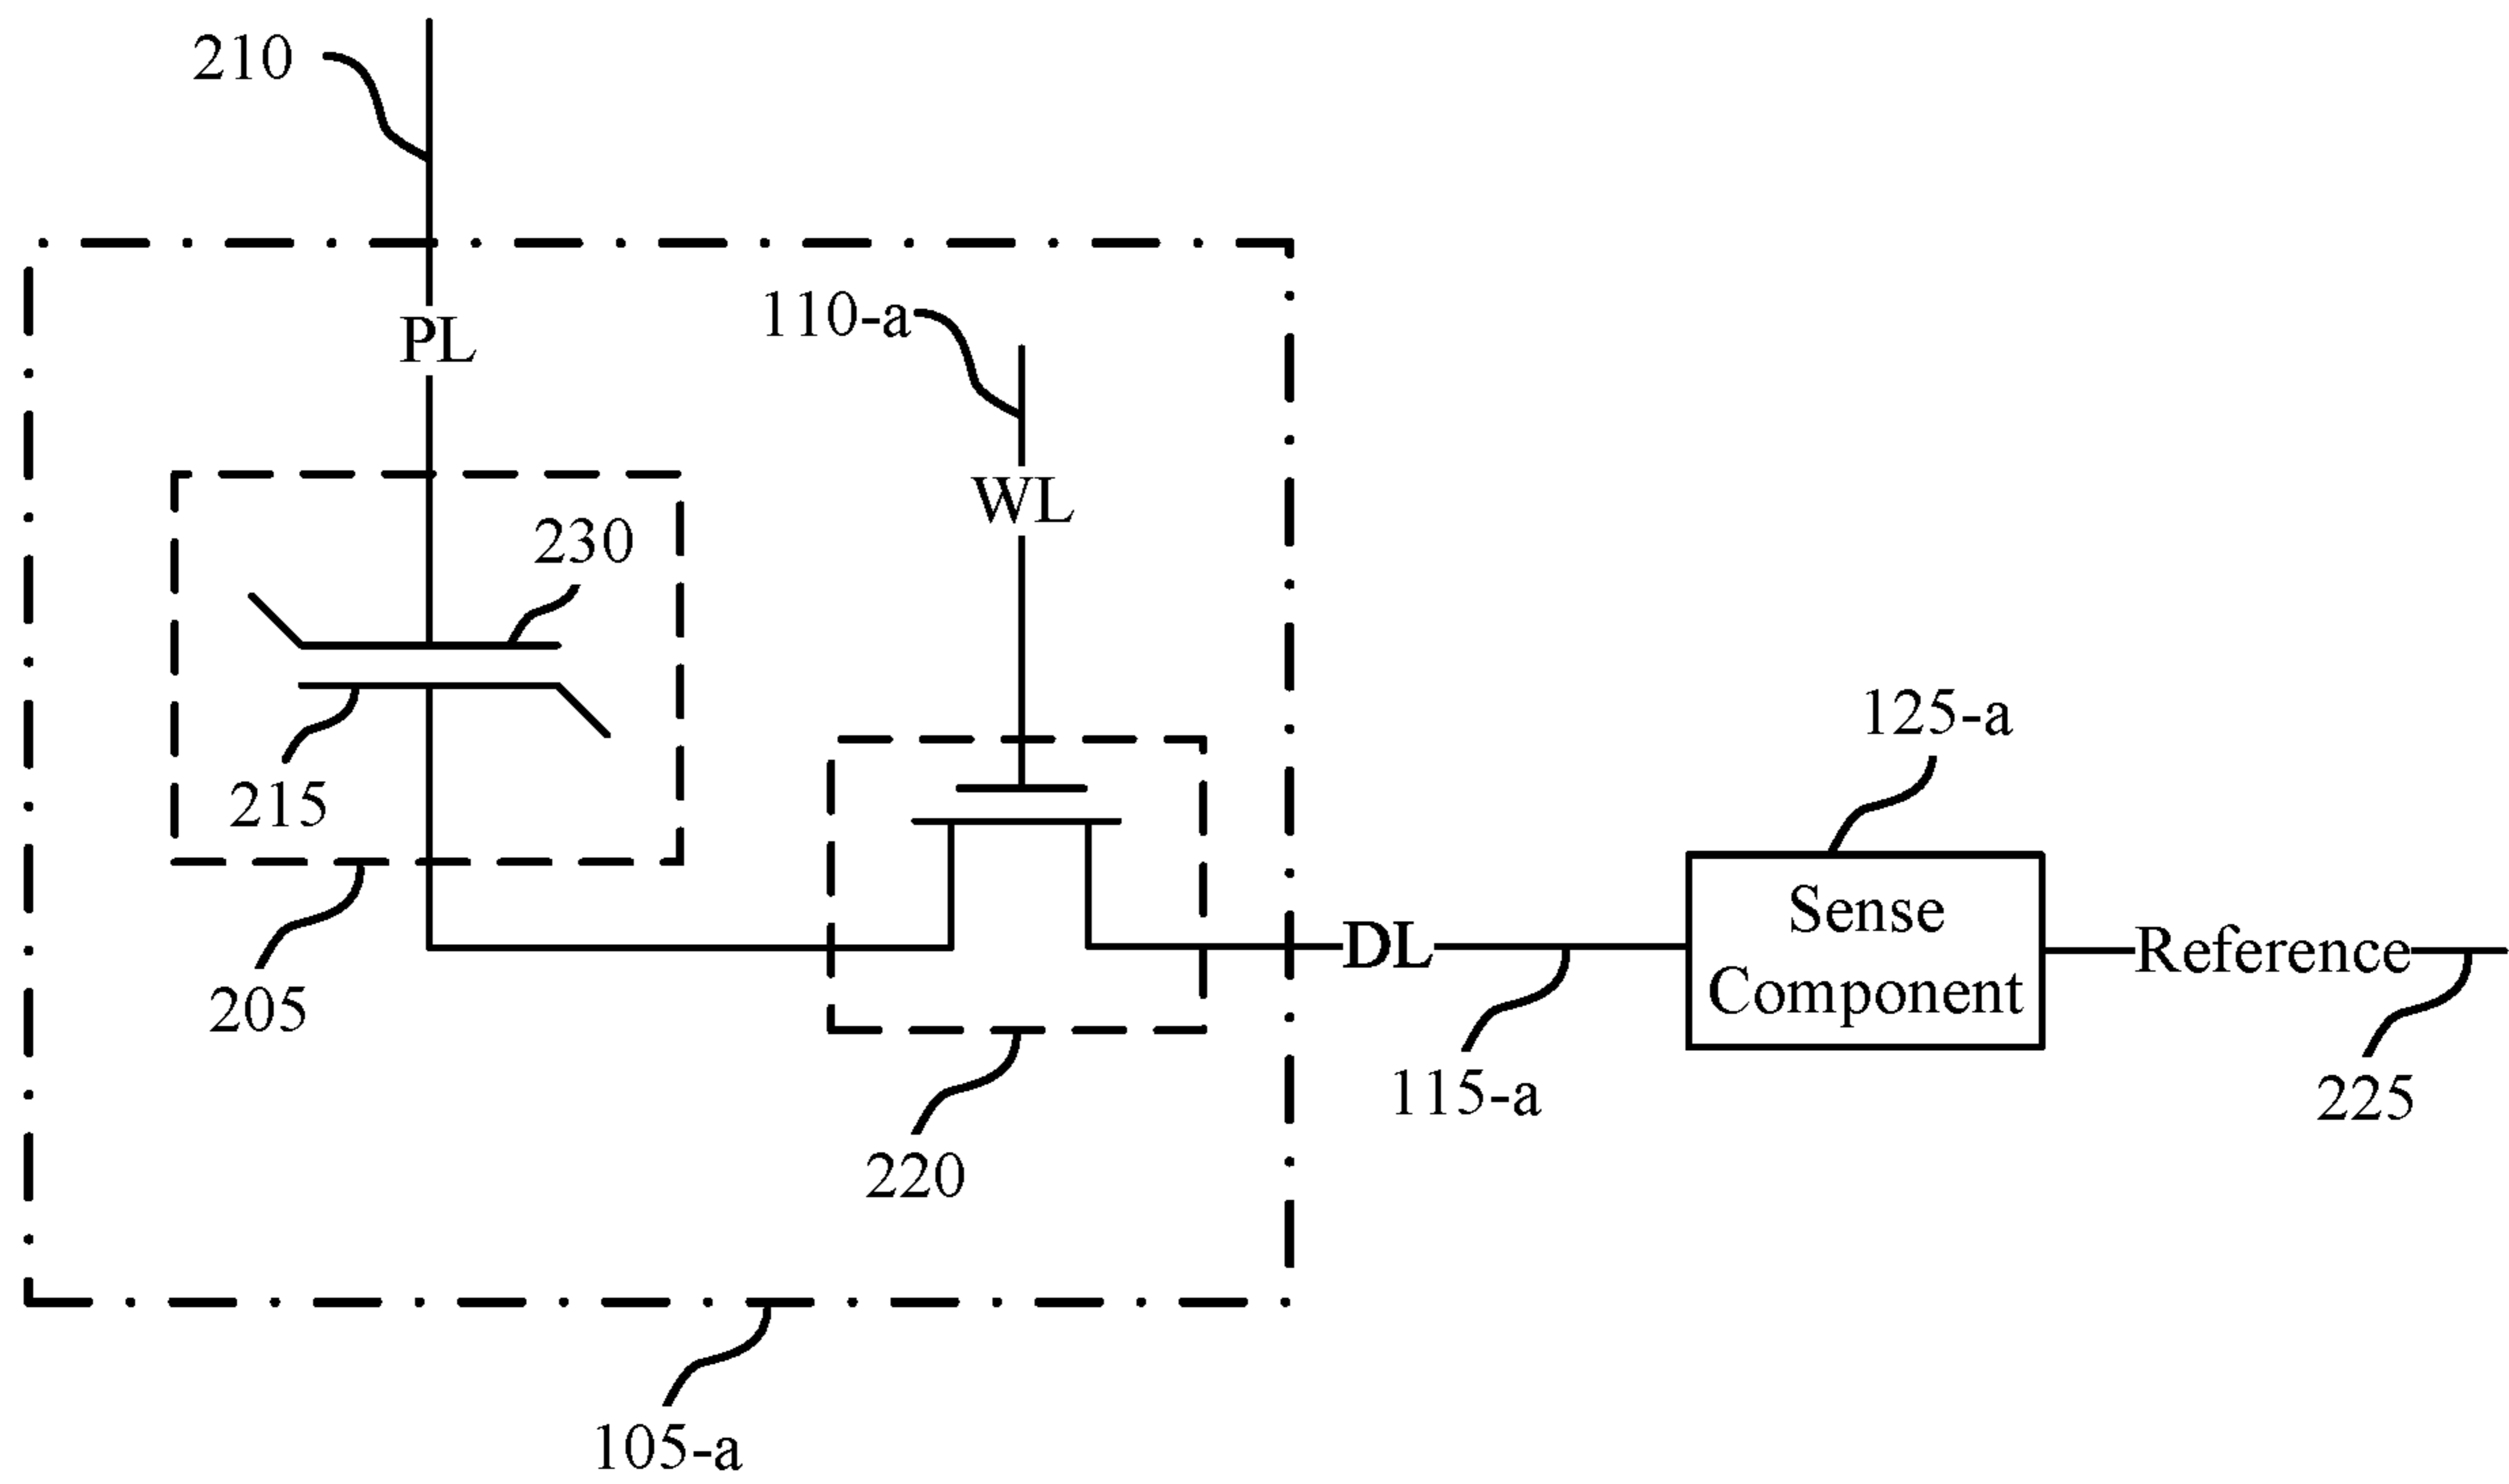 210
110-a
PL
WL
230
125-a
215
Sense
Component
DL
Reference
205
115-a
225
220
105-a